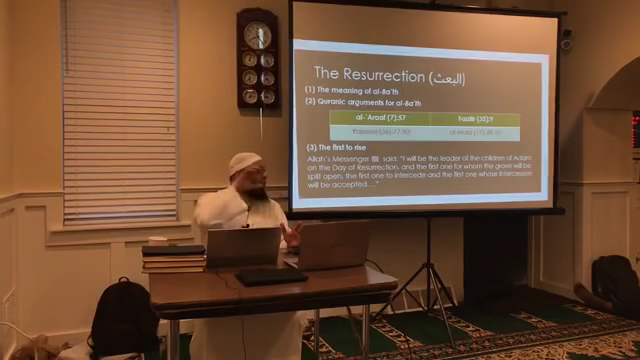 The Resurrection (البعث)
(1) The meaning of al-Ba'th
(2) Quranic arguments for al-Ba'th
al-`Araaf (7):57 Faatir (35):9
Yaseen (36):77-82
(3) The first to rise
Allah's Messenger ﷺ said: "I will be the leader of the children of Adam
on the Day of Resurrection, and the first one for whom the grave will be
split open, the first one to intercede and the first one whose intercession
will be accepted ..."